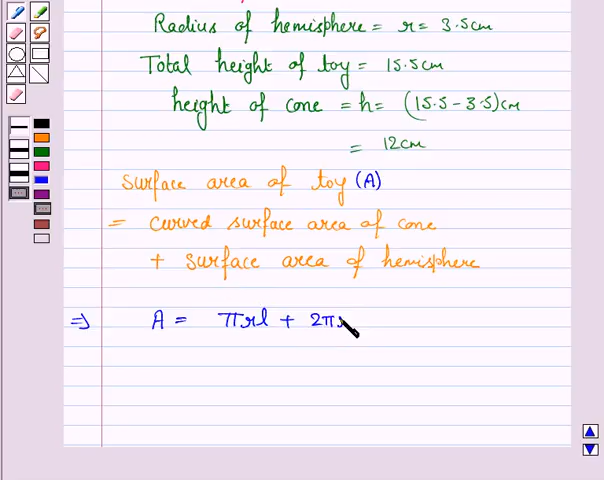 Radius of hemisphere = r = 3.5cm
Total height of toy = 15.5cm
height of cone = h = (15.5 - 3.5)cm
= 12cm
Surface area of toy (A)
= curved surface area of cone
+ surface area of hemisphere
⇒ A = πrl + 2πr